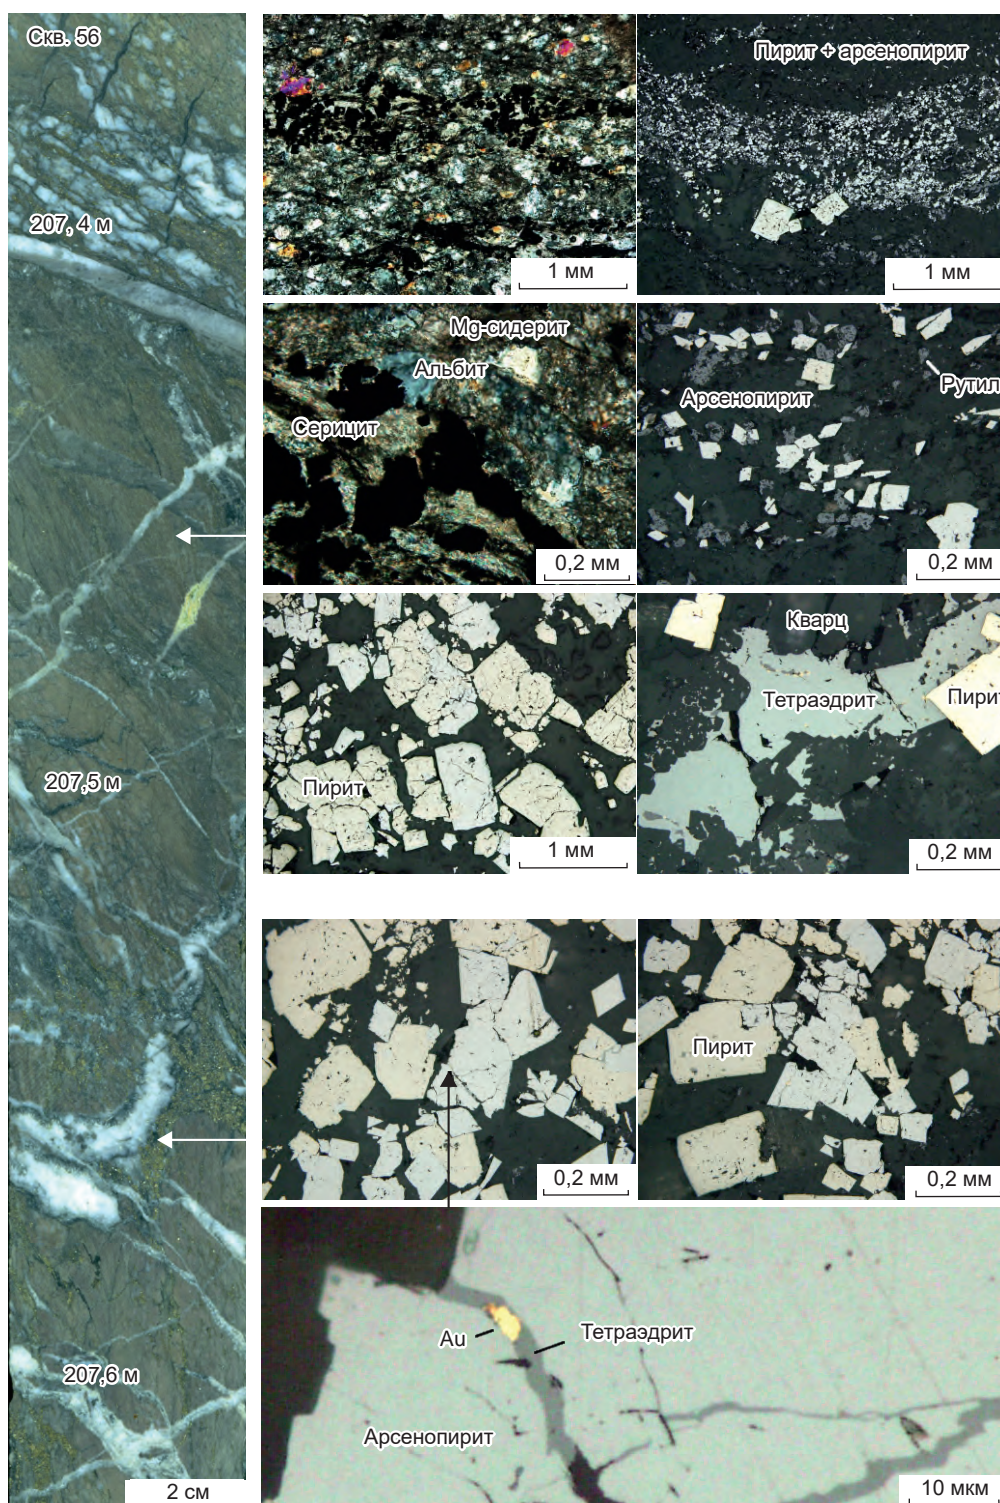 Скв. 56
207, 4 м
207,5 м
207,6 м
2 см
1 мм
Пирит + арсенопирит
1 мм
Mg-сидерит
Альбит
Серицит
0,2 мм
Арсенопирит
Рутил
0,2 мм
Пирит
1 мм
Кварц
Тетраэдрит
Пирит
0,2 мм
0,2 мм
Пирит
0,2 мм
Au
Тетраэдрит
Арсенопирит
10 мкм